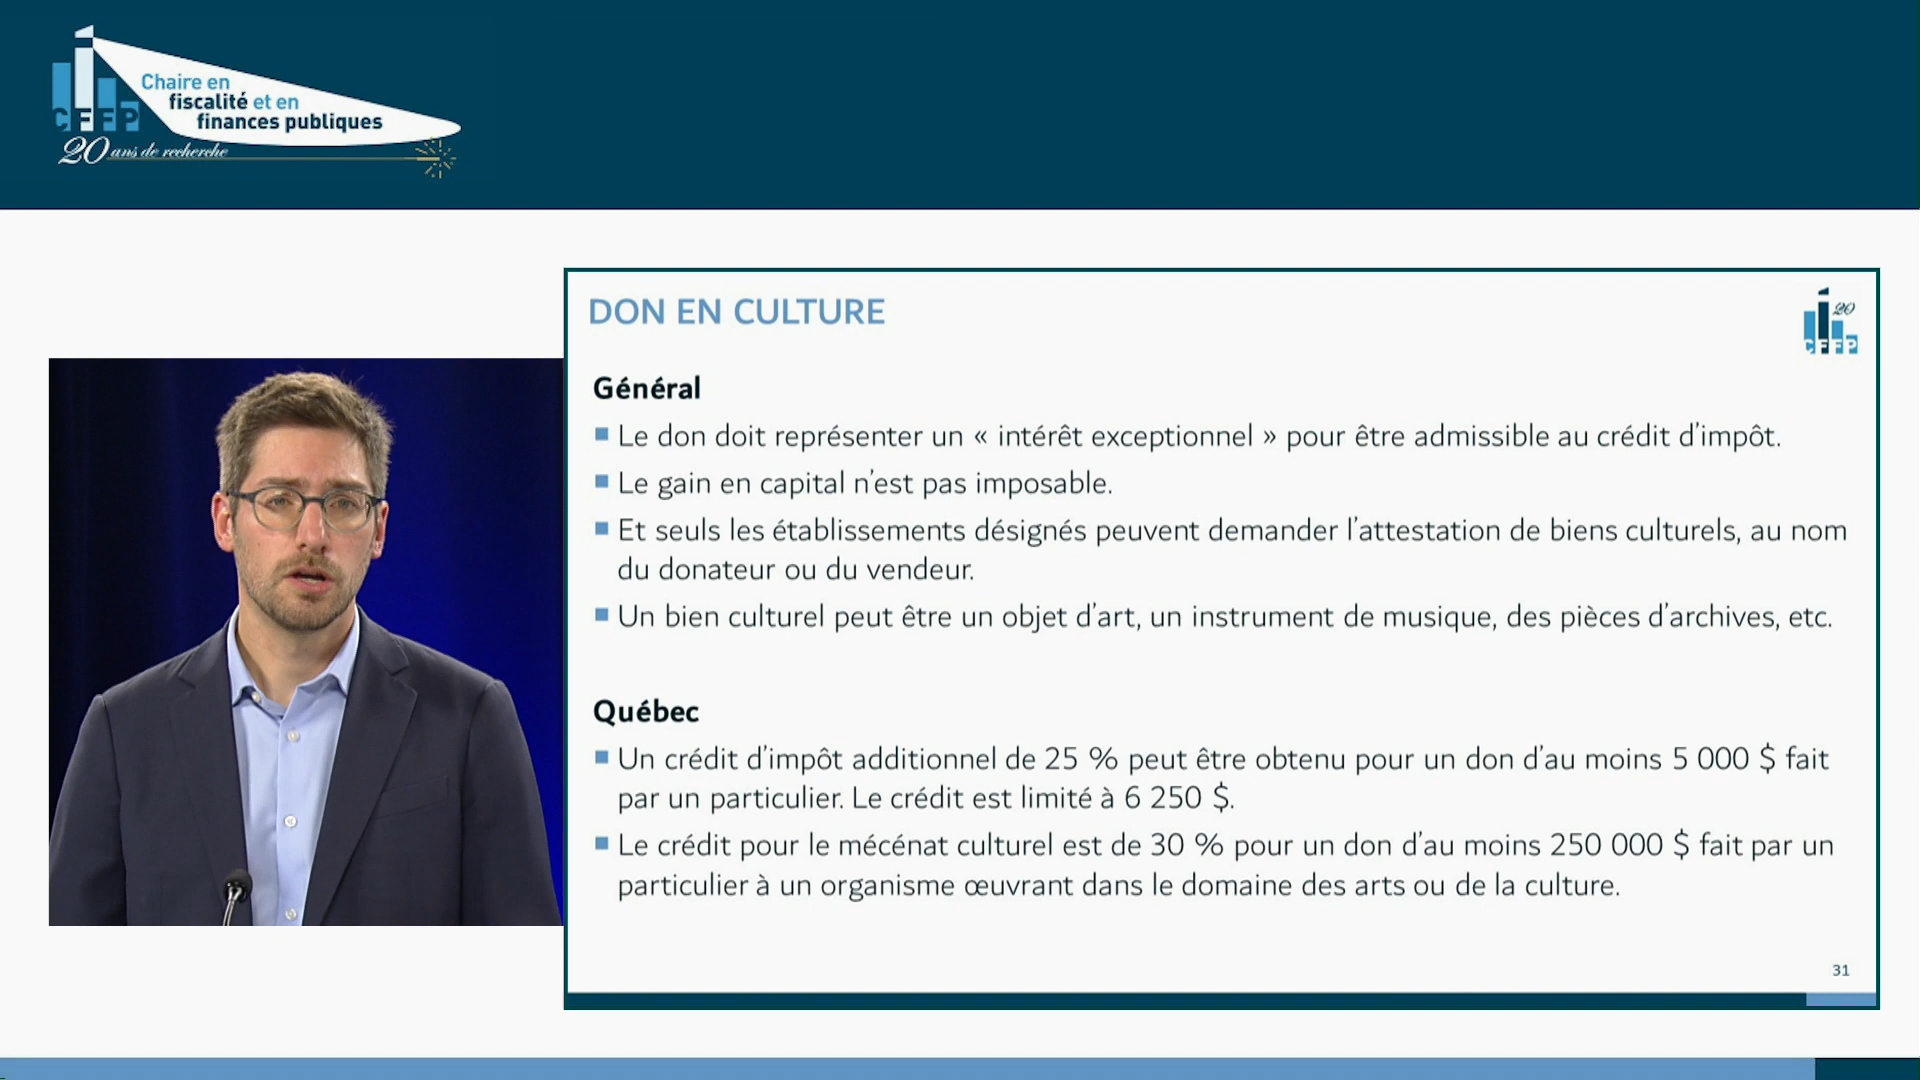 Chaire en
fiscalité et en
finances publiques
CFFP
20 ans de recherche
DON EN CULTURE
20
CFFP
Général
Le don doit représenter un « intérêt exceptionnel » pour être admissible au crédit d'impôt.
Le gain en capital n'est pas imposable.
Et seuls les établissements désignés peuvent demander l'attestation de biens culturels, au nom
du donateur ou du vendeur.
Un bien culturel peut être un objet d'art, un instrument de musique, des pièces d'archives, etc.
Québec
Un crédit d'impôt additionnel de 25 % peut être obtenu pour un don d'au moins 5 000 $ fait
par un particulier. Le crédit est limité à 6 250 $.
Le crédit pour le mécénat culturel est de 30 % pour un don d'au moins 250 000 $ fait par un
particulier à un organisme œuvrant dans le domaine des arts ou de la culture.
31